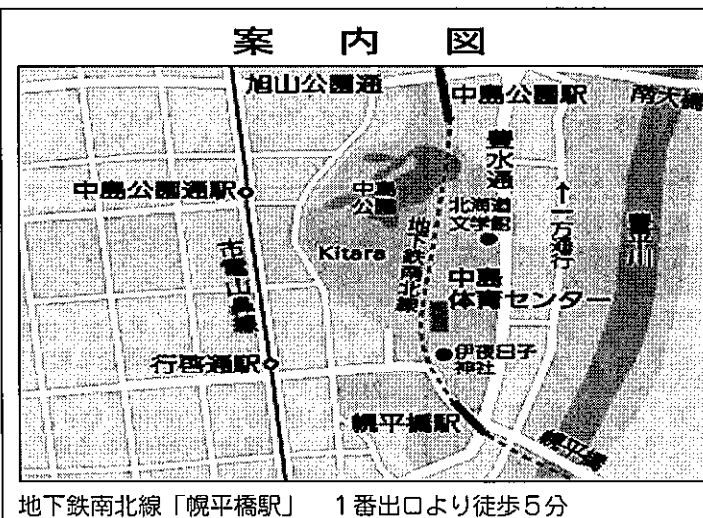 案内図
旭山公園通
中島公園駅
南大橋
豊水通
中島公園通駅
中島
公園
北海道
文学館
↑一方通行
豊平川
Kitara
地下鉄南北線
市電山鼻線
中島
体育センター
行啓通駅
伊夜日子
神社
幌平橋駅
幌平橋
地下鉄南北線「幌平橋駅」 1番出口より徒歩5分